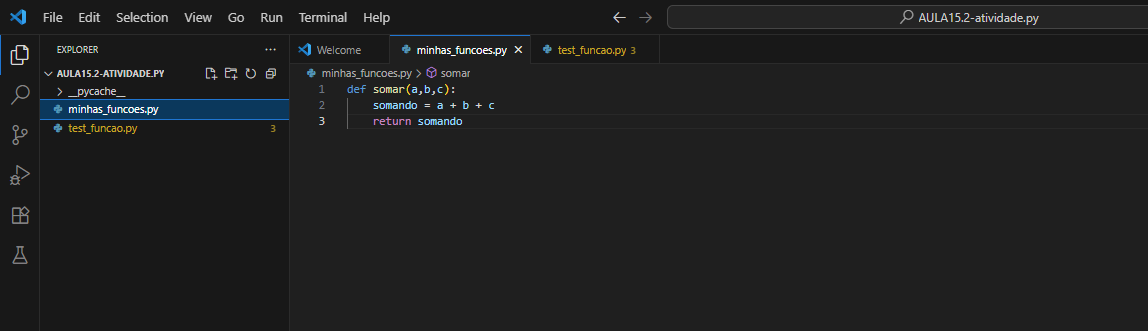 File Edit Selection View Go Run Terminal Help
AULA15.2-atividade.py
EXPLORER
AULA15.2-ATIVIDADE.PY
__pycache__
minhas_funcoes.py
test_funcao.py 3
Welcome
minhas_funcoes.py
test_funcao.py 3
minhas_funcoes.py > somar
1 def somar(a,b,c):
2 somando = a + b + c
3 return somando